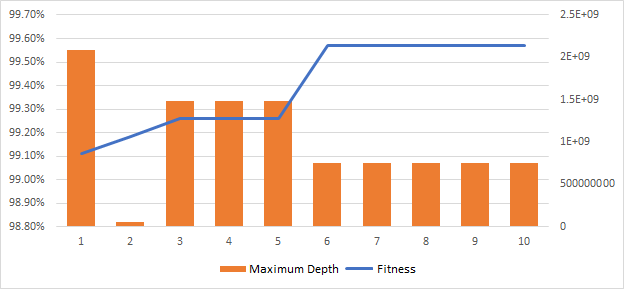 99.70%
99.60%
99.50%
99.40%
99.30%
99.20%
99.10%
99.00%
98.90%
98.80%
2.5E+09
2E+09
1.5E+09
1E+09
500000000
0
1 2 3 4 5 6 7 8 9 10
Maximum Depth Fitness